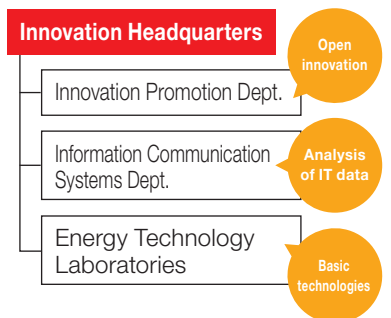 Innovation Headquarters
Open
innovation
Innovation Promotion Dept.
Information Communication
Systems Dept.
Analysis
of IT data
Energy Technology
Laboratories
Basic
technologies